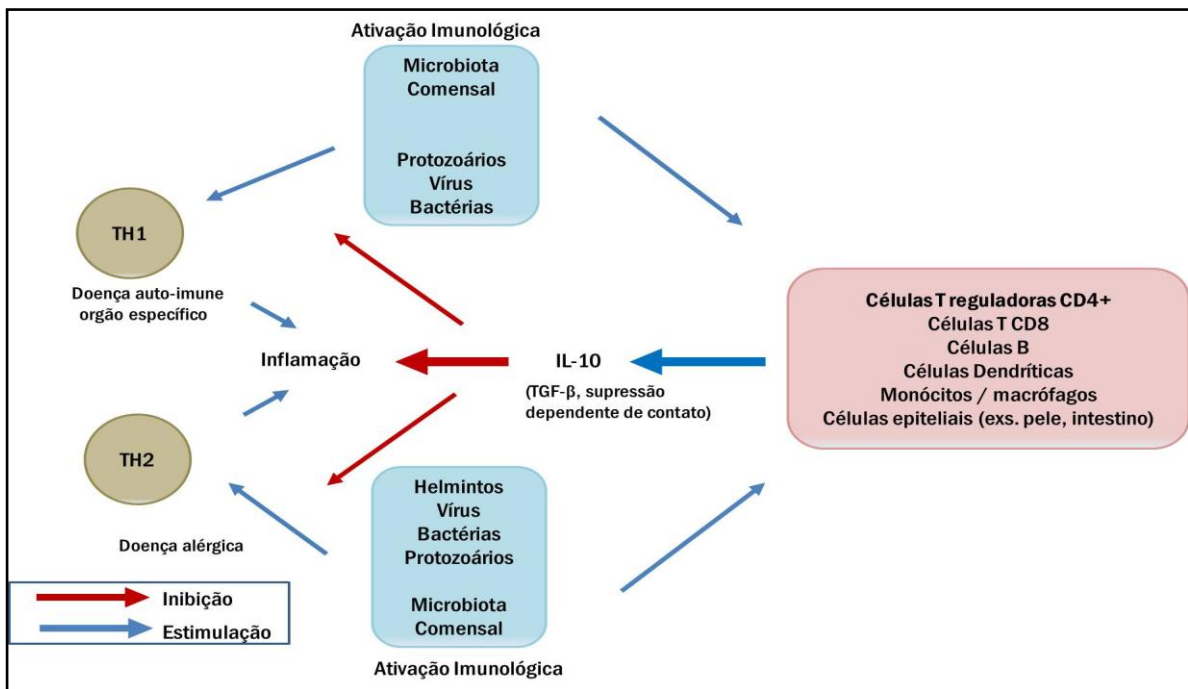 Ativação Imunológica
Microbiota
Comensal
Protozoários
Vírus
Bactérias
TH1
Doença auto-imune
orgão específico
Inflamação
IL-10
(TGF-β, supressão
dependente de contato)
Células T reguladoras CD4+
Células T CD8
Células B
Células Dendríticas
Monócitos / macrófagos
Células epiteliais (exs. pele, intestino)
TH2
Doença alérgica
Helmintos
Vírus
Bactérias
Protozoários
Microbiota
Comensal
Ativação Imunológica
Inibição
Estimulação